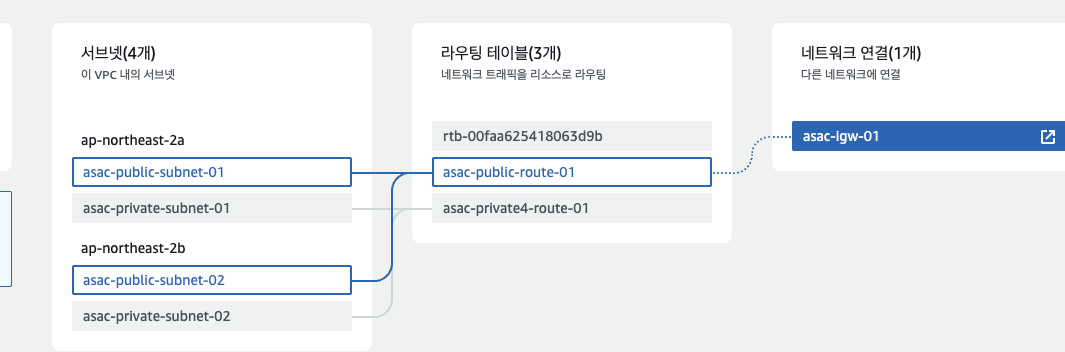 서브넷(4개)
이 VPC 내의 서브넷
ap-northeast-2a
asac-public-subnet-01
asac-private-subnet-01
ap-northeast-2b
asac-public-subnet-02
asac-private-subnet-02
라우팅 테이블(3개)
네트워크 트래픽을 리소스로 라우팅
rtb-00faa625418063d9b
asac-public-route-01
asac-private4-route-01
네트워크 연결(1개)
다른 네트워크에 연결
asac-igw-01